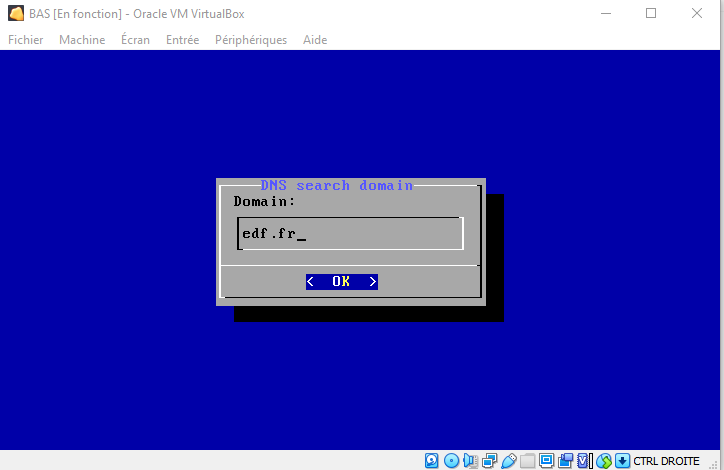 BAS [En fonction] - Oracle VM VirtualBox
Fichier Machine Écran Entrée Périphériques Aide
DNS search domain
Domain:
edf.fr_
< OK >
CTRL DROITE